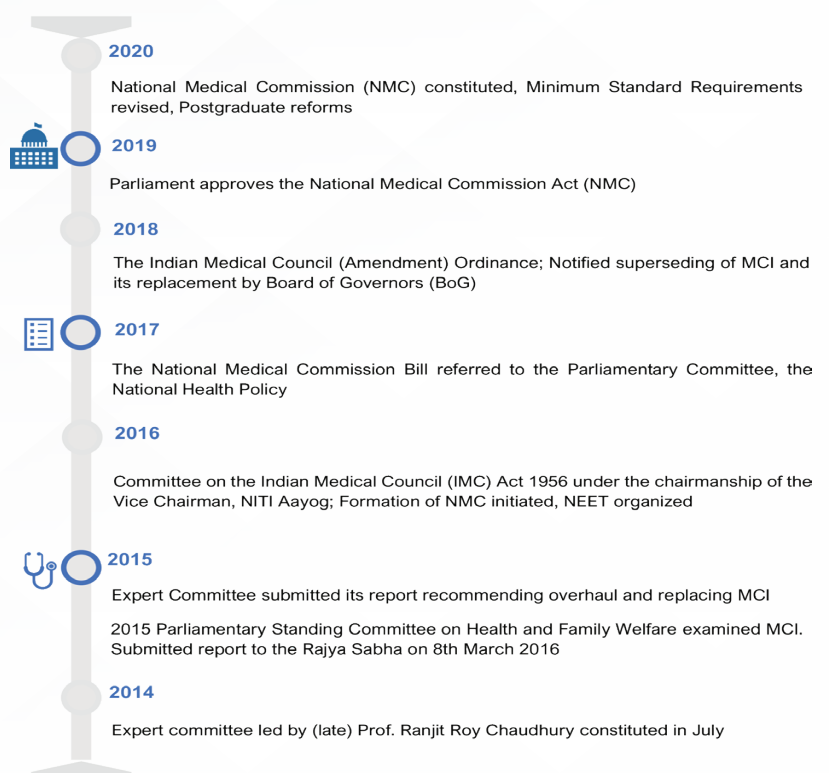 2020
National Medical Commission (NMC) constituted, Minimum Standard Requirements
revised, Postgraduate reforms
2019
Parliament approves the National Medical Commission Act (NMC)
2018
The Indian Medical Council (Amendment) Ordinance; Notified superseding of MCI and
its replacement by Board of Governors (BoG)
2017
The National Medical Commission Bill referred to the Parliamentary Committee, the
National Health Policy
2016
Committee on the Indian Medical Council (IMC) Act 1956 under the chairmanship of the
Vice Chairman, NITI Aayog; Formation of NMC initiated, NEET organized
2015
Expert Committee submitted its report recommending overhaul and replacing MCI
2015 Parliamentary Standing Committee on Health and Family Welfare examined MCI.
Submitted report to the Rajya Sabha on 8th March 2016
2014
Expert committee led by (late) Prof. Ranjit Roy Chaudhury constituted in July